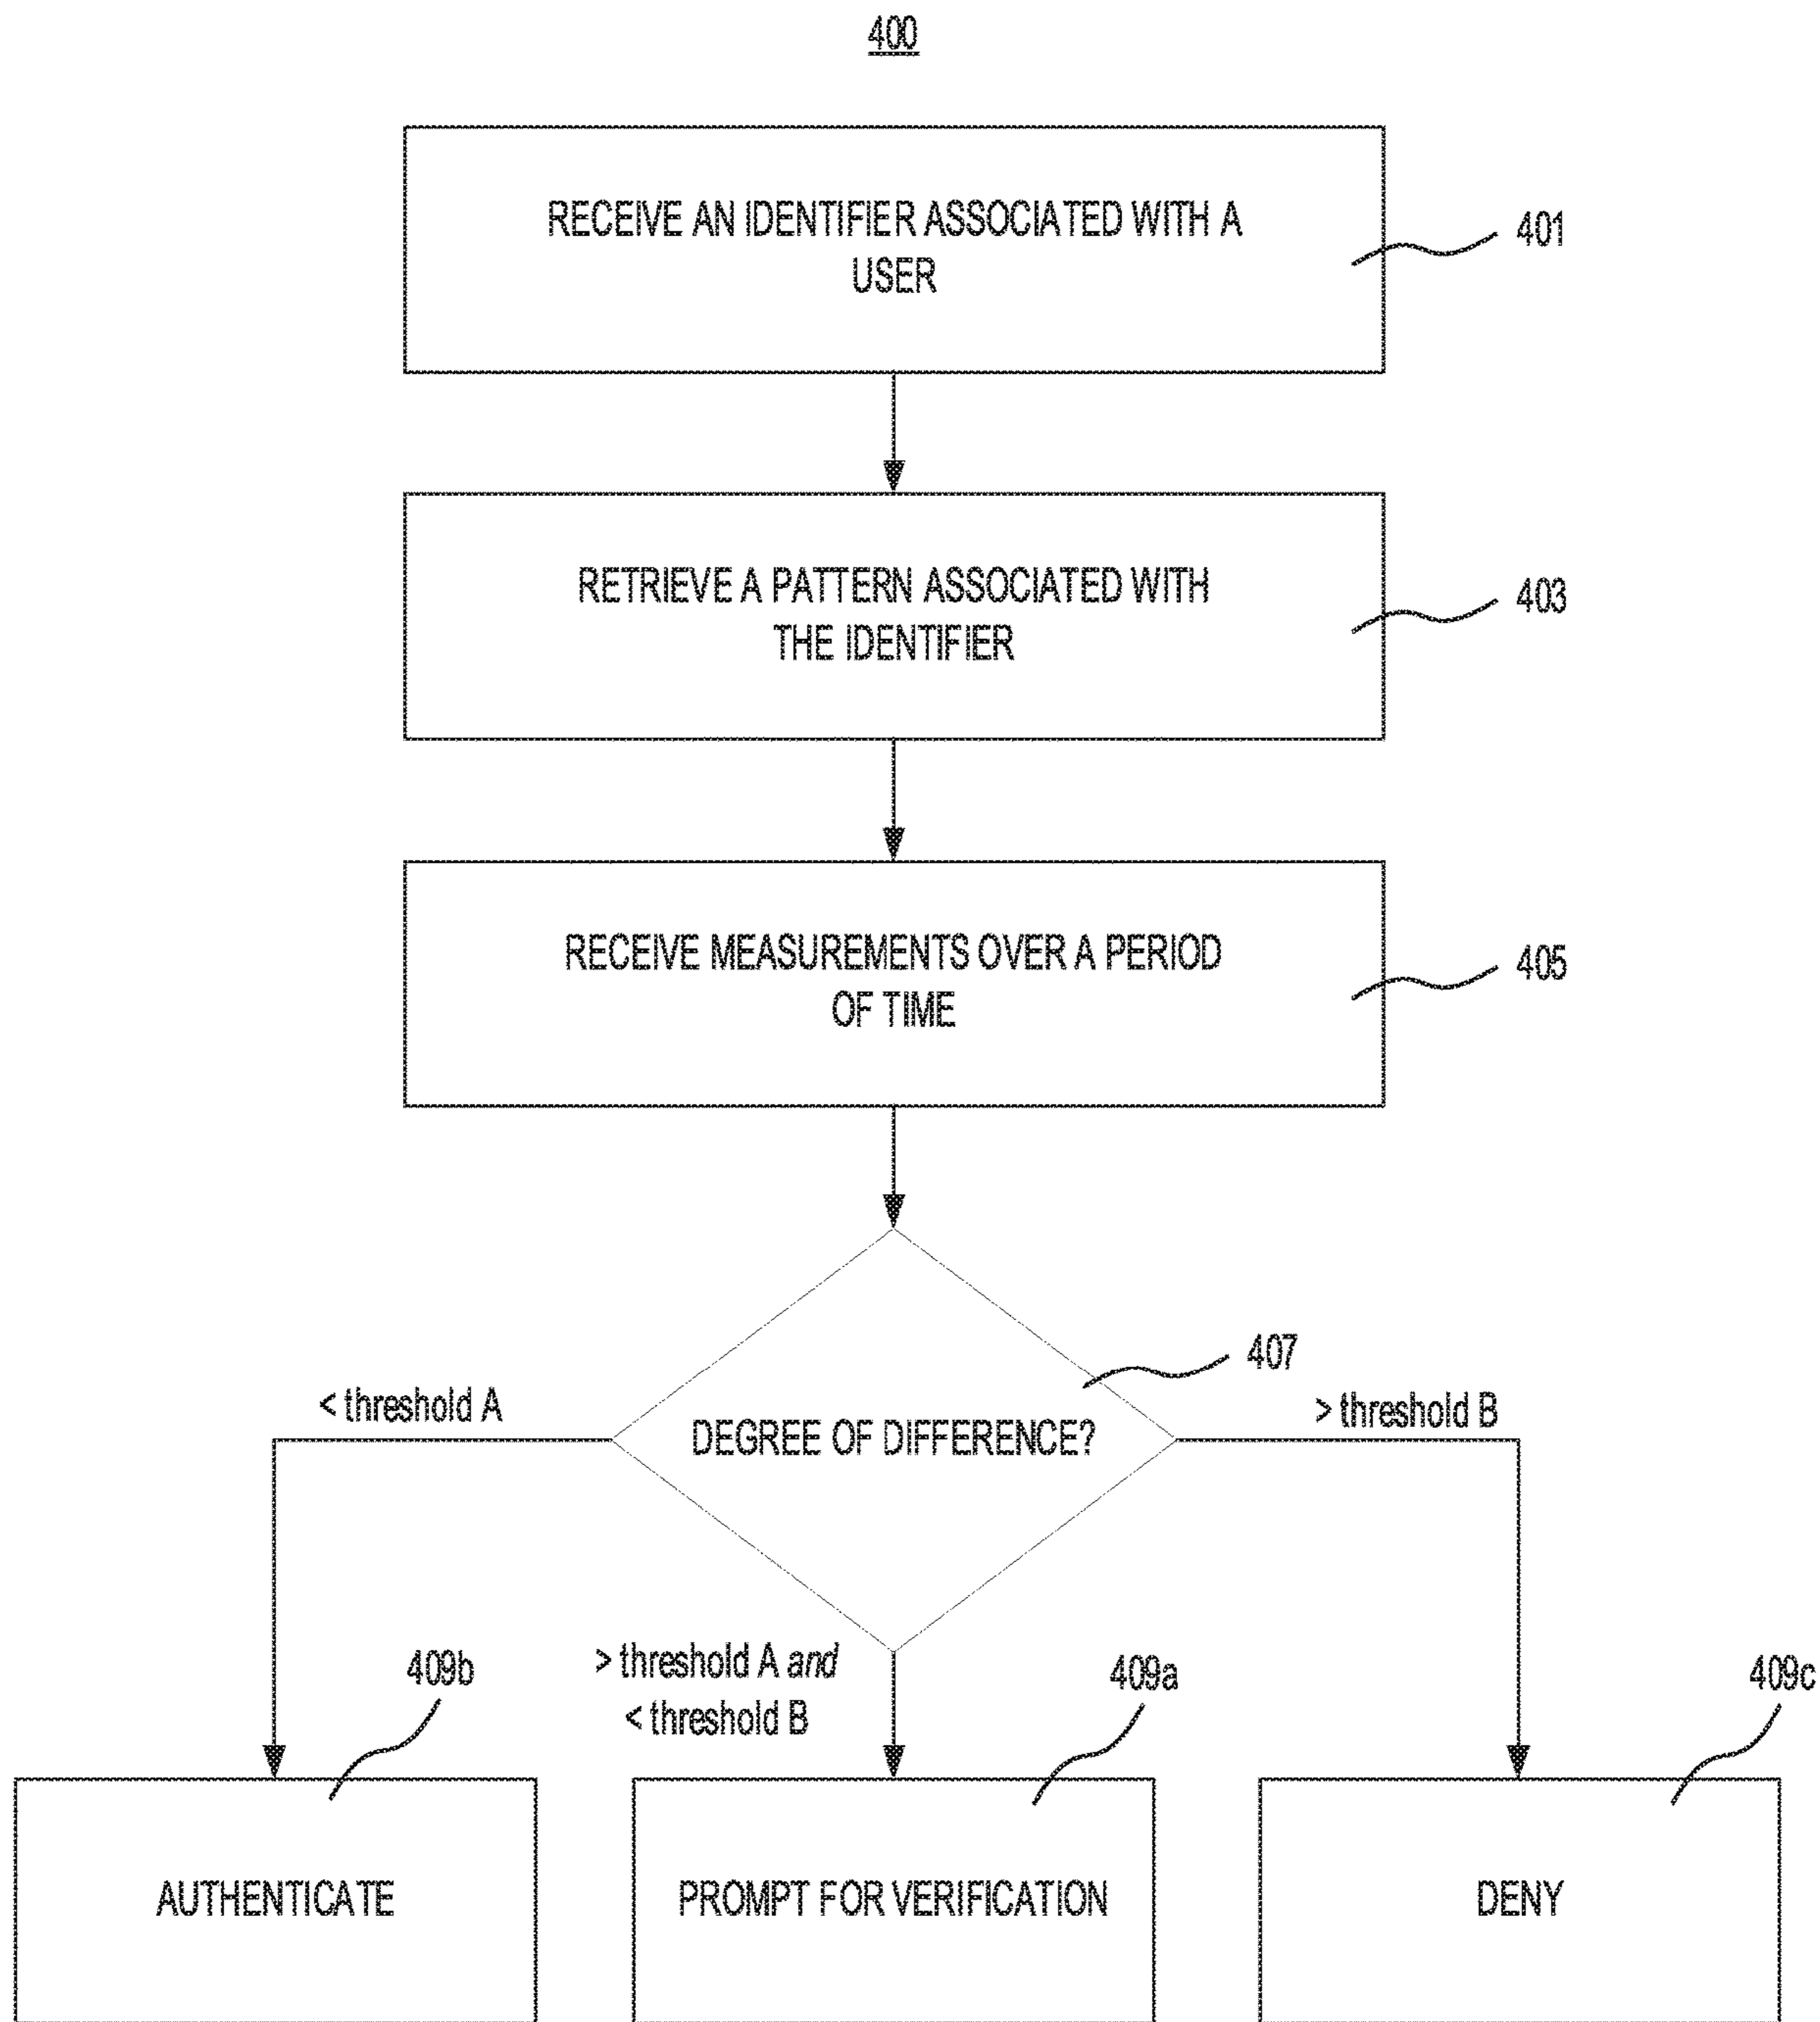 400
RECEIVE AN IDENTIFIER ASSOCIATED WITH A
USER
401
RETRIEVE A PATTERN ASSOCIATED WITH
THE IDENTIFIER
403
RECEIVE MEASUREMENTS OVER A PERIOD
OF TIME
405
407
< threshold A
DEGREE OF DIFFERENCE?
> threshold B
409b
> threshold A and
< threshold B
409a
409c
AUTHENTICATE
PROMPT FOR VERIFICATION
DENY